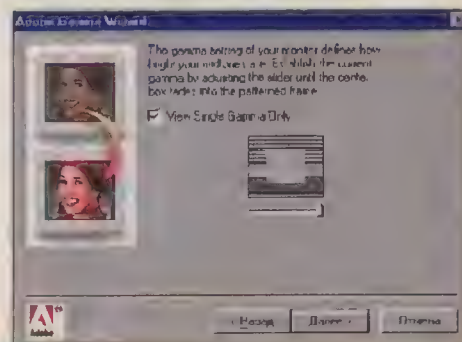 Adobe Gamma Wizard
The gamma setting of your monitor defines how
bright your midtones are. Establish the current
gamma by adjusting the slider until the center
box fades into the patterned frame.
View Single Gamma Only
Adobe
< Назад
Далее >
Отмена